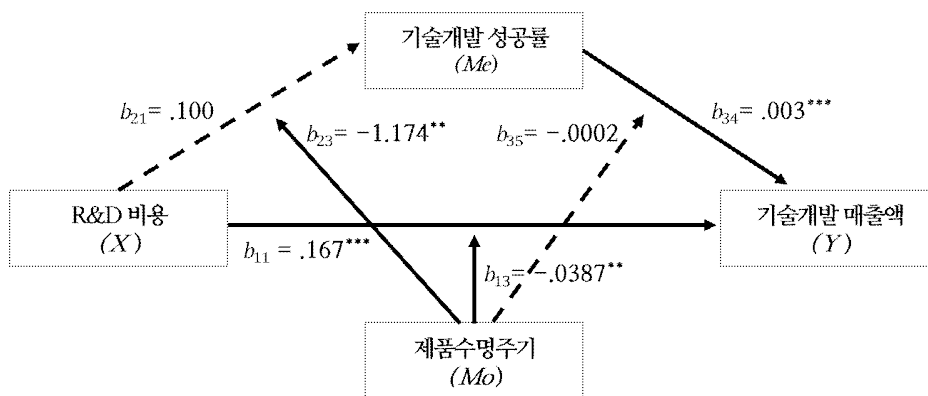 기술개발 성공률
(Me)
b21= .100
b23= -1.174**
b35= -.0002
b34= .003***
R&D 비용
(X)
기술개발 매출액
(Y)
b11 = .167***
b13= -.0387**
제품수명주기
(Mo)